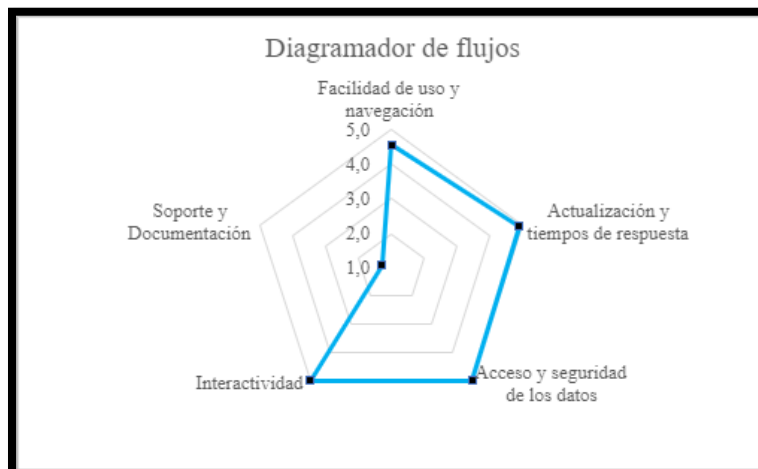 Diagramador de flujos
Facilidad de uso y
navegación
5,0
4,0
3,0
2,0
1,0
Actualización y
tiempos de respuesta
Acceso y seguridad
de los datos
Interactividad
Soporte y
Documentación